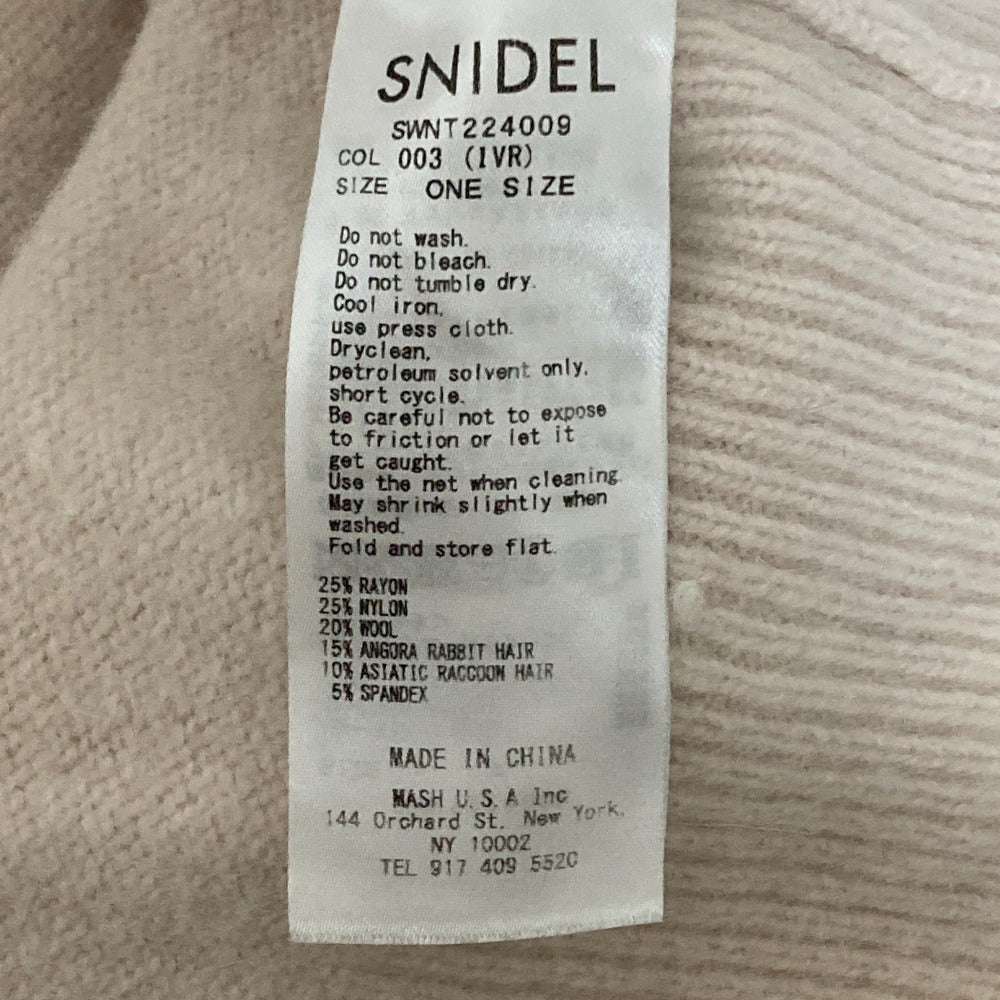 SNIDEL
SWNT224009
COL 003 (IVR)
SIZE ONE SIZE
Do not wash.
Do not bleach.
Do not tumble dry.
Cool iron,
use press cloth.
Dryclean,
petroleum solvent only,
short cycle.
Be careful not to expose
to friction or let it
get caught.
Use the net when cleaning.
May shrink slightly when
washed.
Fold and store flat.
25% RAYON
25% NYLON
20% WOOL
15% ANGORA RABBIT HAIR
10% ASIATIC RACCOON HAIR
5% SPANDEX
MADE IN CHINA
MASH U.S.A Inc
144 Orchard St. New York,
NY 10002
TEL 917 409 5520